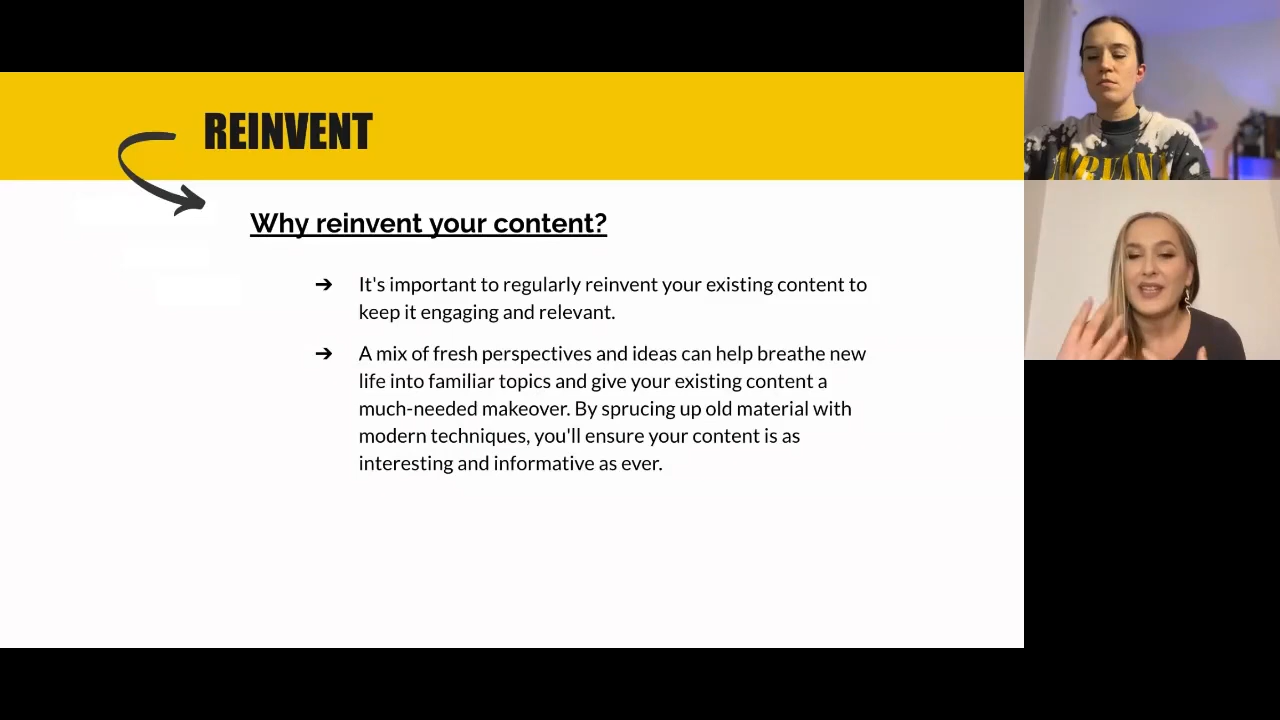 REINVENT
Why reinvent your content?
➔ It's important to regularly reinvent your existing content to
keep it engaging and relevant.
➔ A mix of fresh perspectives and ideas can help breathe new
life into familiar topics and give your existing content a
much-needed makeover. By sprucing up old material with
modern techniques, you'll ensure your content is as
interesting and informative as ever.
NIRVANA